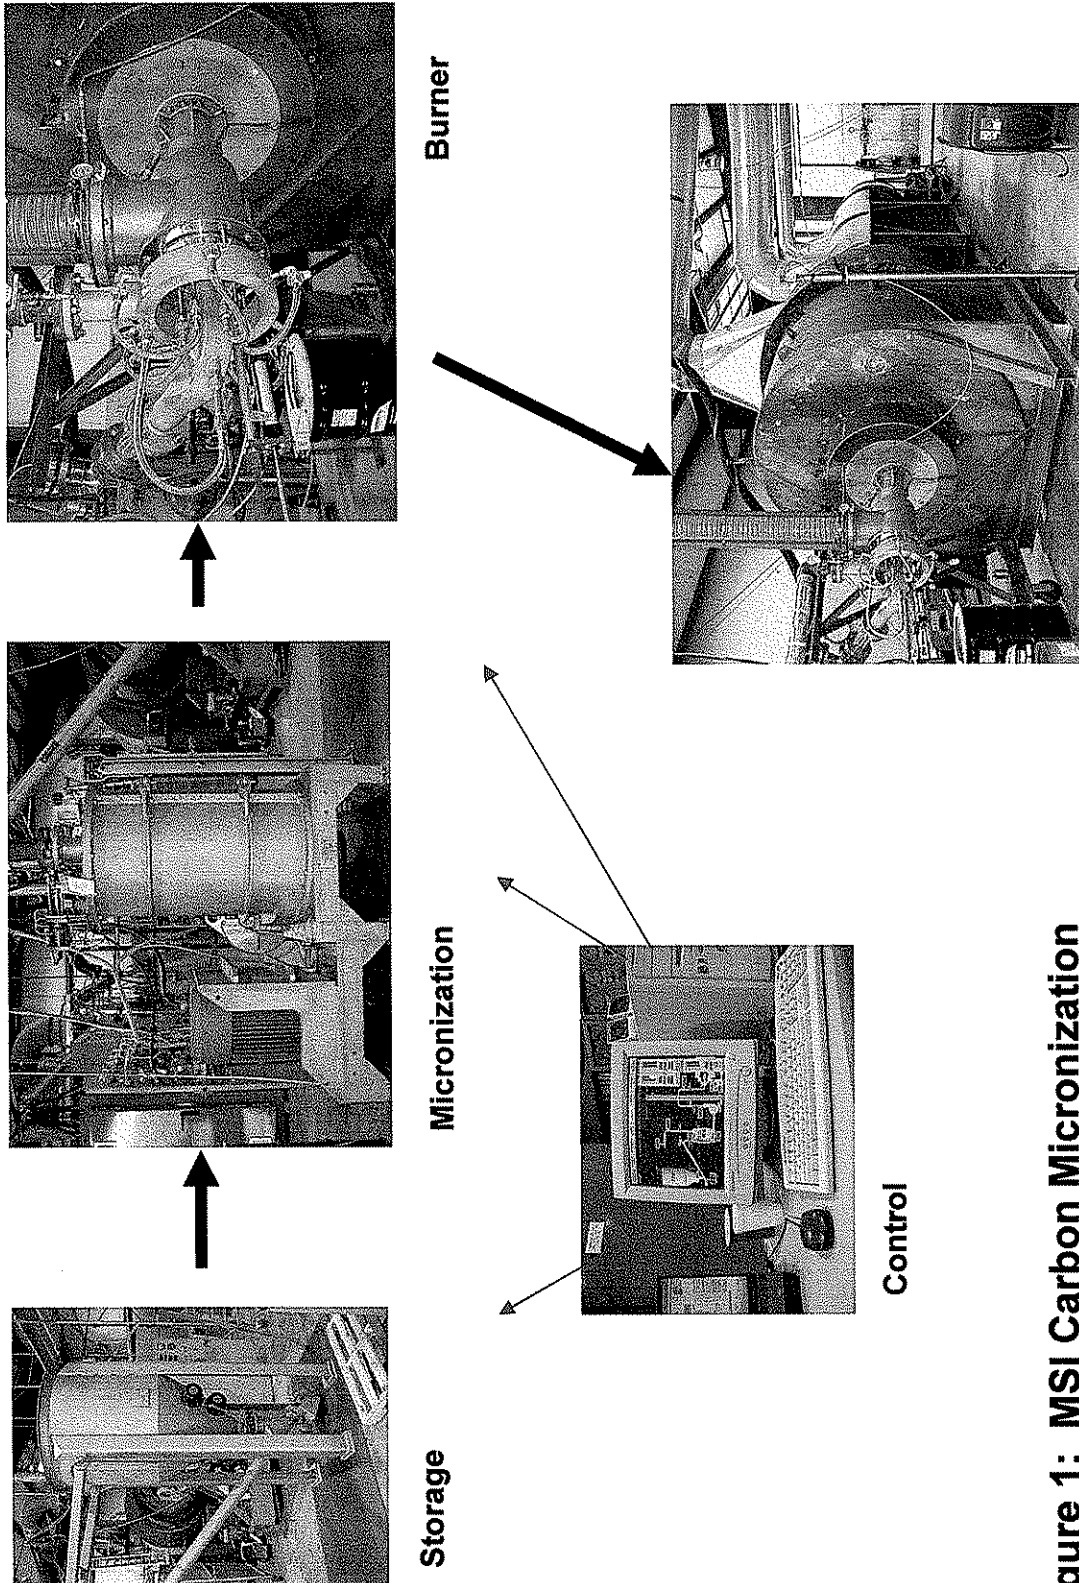 Storage
Micronization
Burner
Control
gure 1: MSI Carbon Micronization